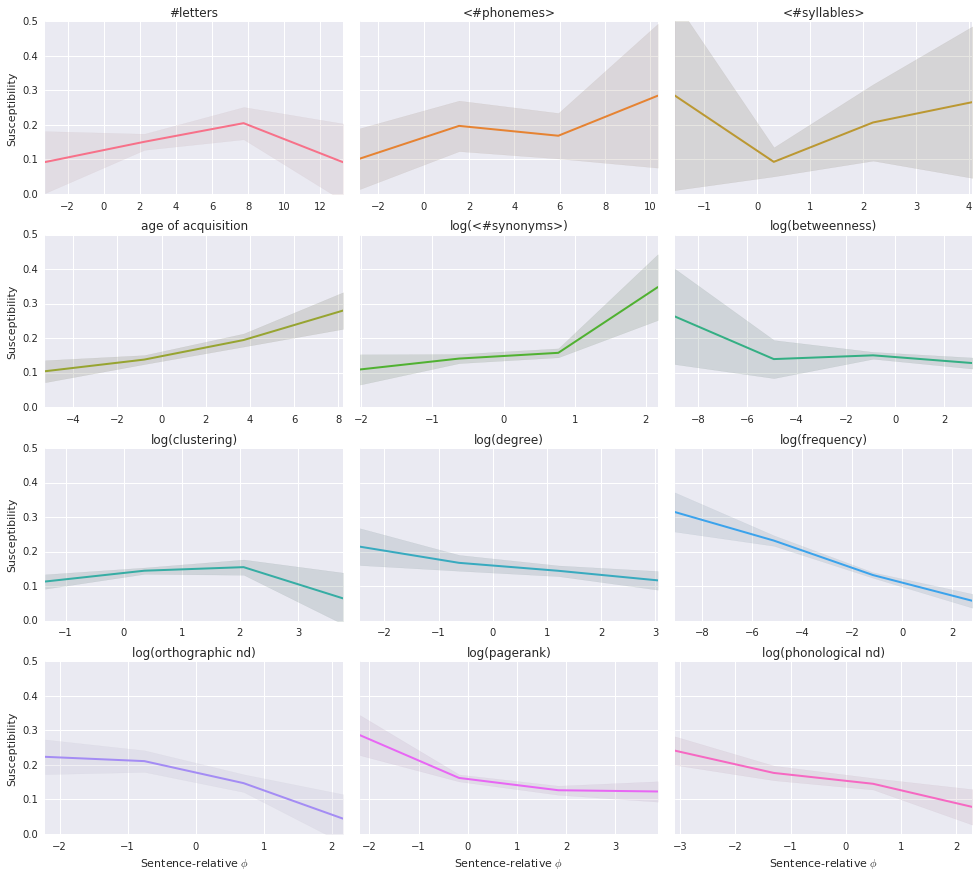 #letters <#phonemes> <#syllables>
0.5
0.4
0.3
0.2
0.1
0.0
Susceptibility
−2 0 2 4 6 8 10 12
−2 0 2 4 6 8 10
−1 0 1 2 3 4
age of acquisition log(<#synonyms>) log(betweenness)
0.5
0.4
0.3
0.2
0.1
0.0
Susceptibility
−4 −2 0 2 4 6 8
−2 −1 0 1 2
−8 −6 −4 −2 0 2
log(clustering) log(degree) log(frequency)
0.5
0.4
0.3
0.2
0.1
0.0
Susceptibility
−1 0 1 2 3
−2 −1 0 1 2 3
−8 −6 −4 −2 0 2
log(orthographic nd) log(pagerank) log(phonological nd)
0.5
0.4
0.3
0.2
0.1
0.0
Susceptibility
−2 −1 0 1 2
−2 −1 0 1 2 3
−3 −2 −1 0 1 2
Sentence-relative ϕ Sentence-relative ϕ Sentence-relative ϕ